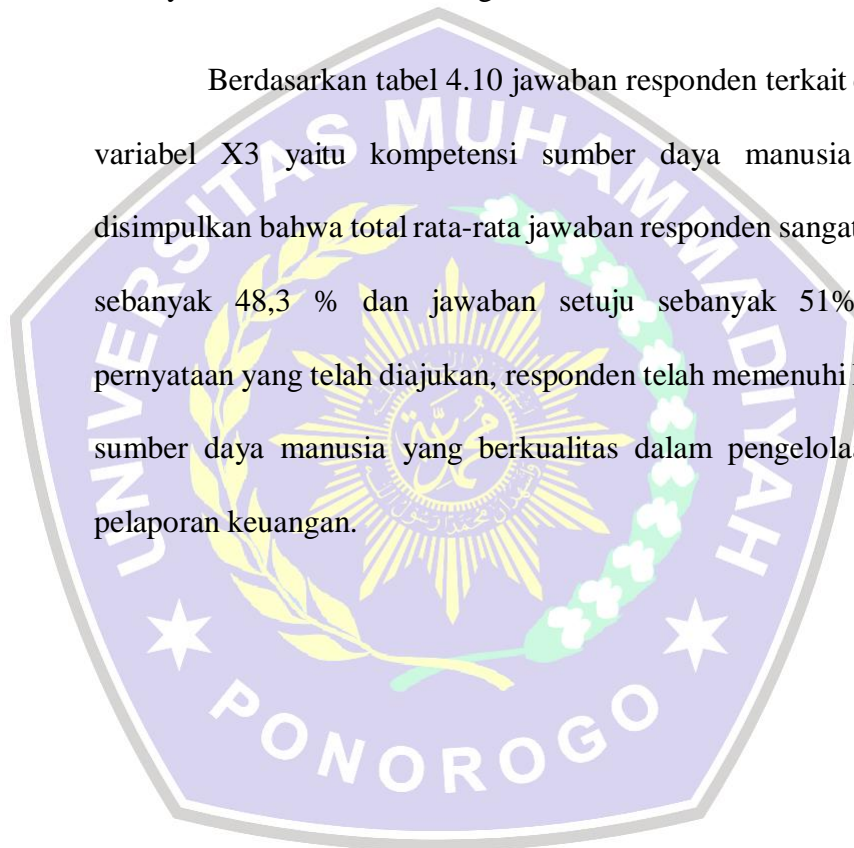 Berdasarkan tabel 4.10 jawaban responden terkait
variabel X3 yaitu kompetensi sumber daya manusia
disimpulkan bahwa total rata-rata jawaban responden sangat
sebanyak 48,3 % dan jawaban setuju sebanyak 51%
pernyataan yang telah diajukan, responden telah memenuhi
sumber daya manusia yang berkualitas dalam
pelaporan keuangan.
UNIVERSITAS MUHAMMADIYAH
PONOROGO